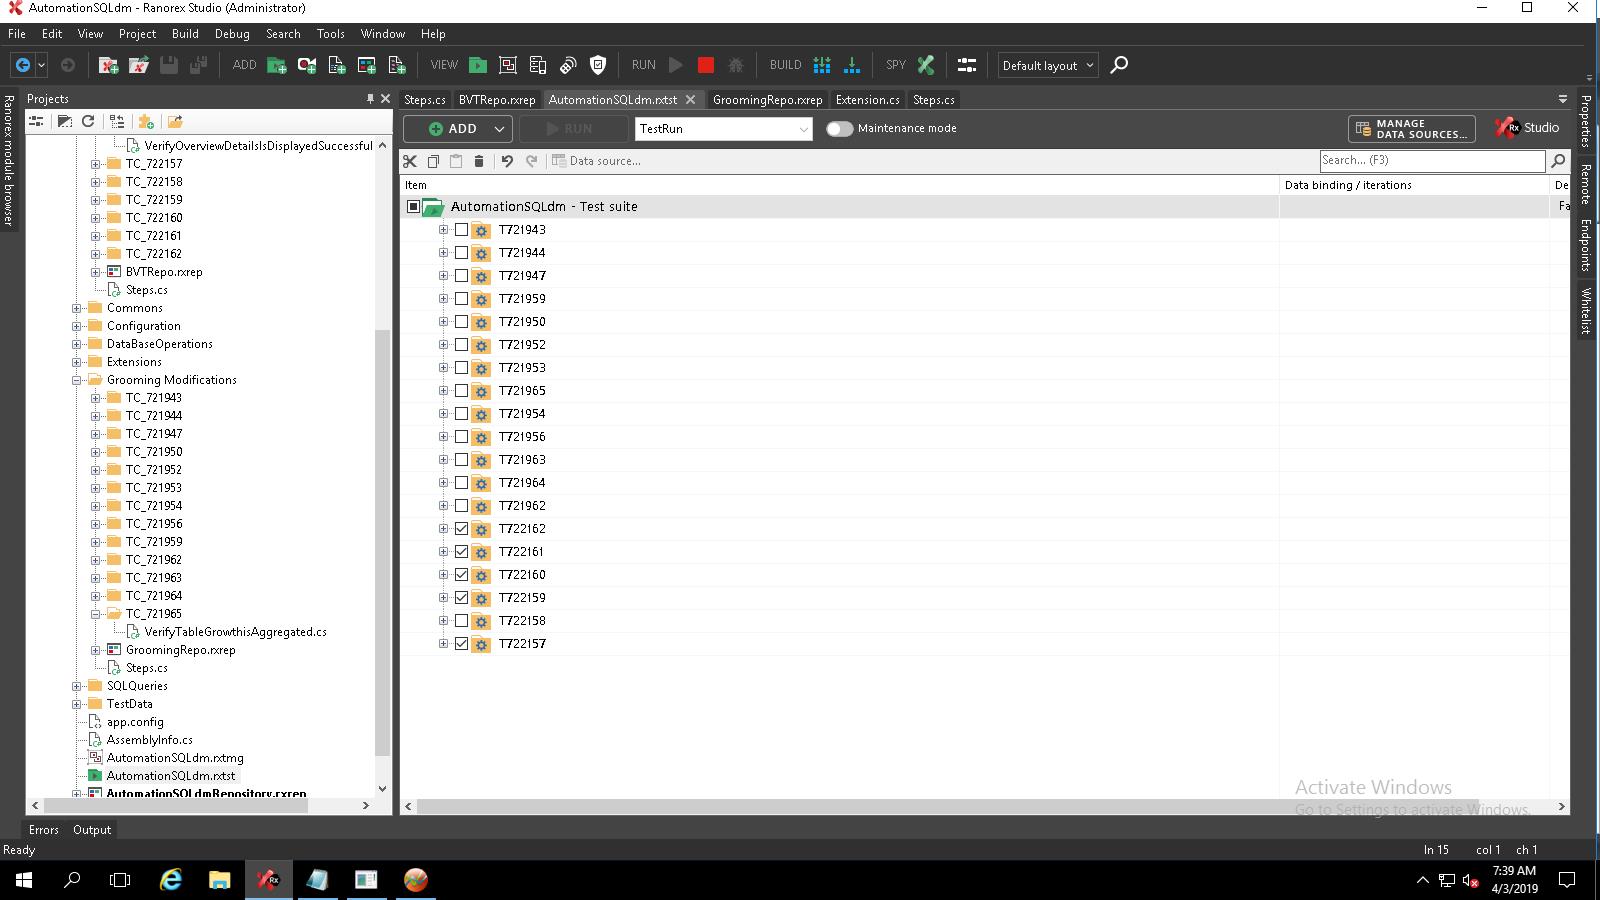 AutomationSQLdm - Ranorex Studio (Administrator)
File Edit View Project Build Debug Search Tools Window Help
ADD VIEW RUN BUILD SPY Default layout
Ranorex module browser
Projects
VerifyOverviewDetailsIsDisplayedSuccessful
TC_722157
TC_722158
TC_722159
TC_722160
TC_722161
TC_722162
BVTRepo.rxrep
Steps.cs
Commons
Configuration
DataBaseOperations
Extensions
Grooming Modifications
TC_721943
TC_721944
TC_721947
TC_721950
TC_721952
TC_721953
TC_721954
TC_721956
TC_721959
TC_721962
TC_721963
TC_721964
TC_721965
VerifyTableGrowthisAggregated.cs
GroomingRepo.rxrep
Steps.cs
SQLQueries
TestData
app.config
AssemblyInfo.cs
AutomationSQLdm.rxtmg
AutomationSQLdm.rxtst
AutomationSQLdmRepository.rxrep
Steps.cs BVTRepo.rxrep AutomationSQLdm.rxtst GroomingRepo.rxrep Extension.cs Steps.cs
ADD RUN TestRun Maintenance mode
MANAGE
DATA SOURCES...
Rx Studio
Data source... Search... (F3)
Item Data binding / iterations De
AutomationSQLdm - Test suite Fa
T721943
T721944
T721947
T721959
T721950
T721952
T721953
T721965
T721954
T721956
T721963
T721964
T721962
T722162
T722161
T722160
T722159
T722158
T722157
Properties
Remote
Endpoints
Whitelist
Activate Windows
Go to Settings to activate Windows.
Errors Output
Ready ln 15 col 1 ch 1
Rx
7:39 AM
4/3/2019